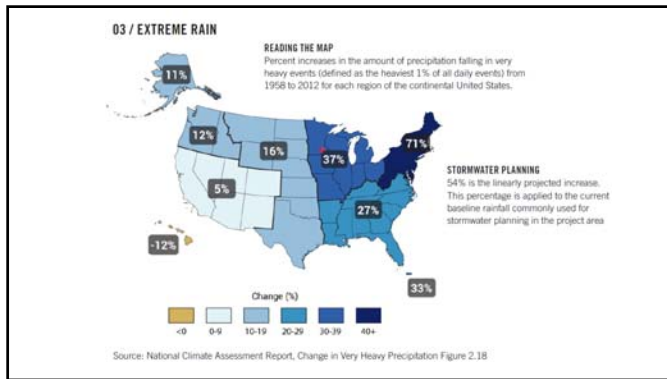 03 / EXTREME RAIN
READING THE MAP
Percent increases in the amount of precipitation falling in very
heavy events (defined as the heaviest 1% of all daily events) from
1958 to 2012 for each region of the continental United States.
11%
12%
16%
37%
71%
5%
27%
-12%
33%
STORMWATER PLANNING
54% is the linearly projected increase.
This percentage is applied to the current
baseline rainfall commonly used for
stormwater planning in the project area
Change (%)
<0
0-9
10-19
20-29
30-39
40+
Source: National Climate Assessment Report, Change in Very Heavy Precipitation Figure 2.18